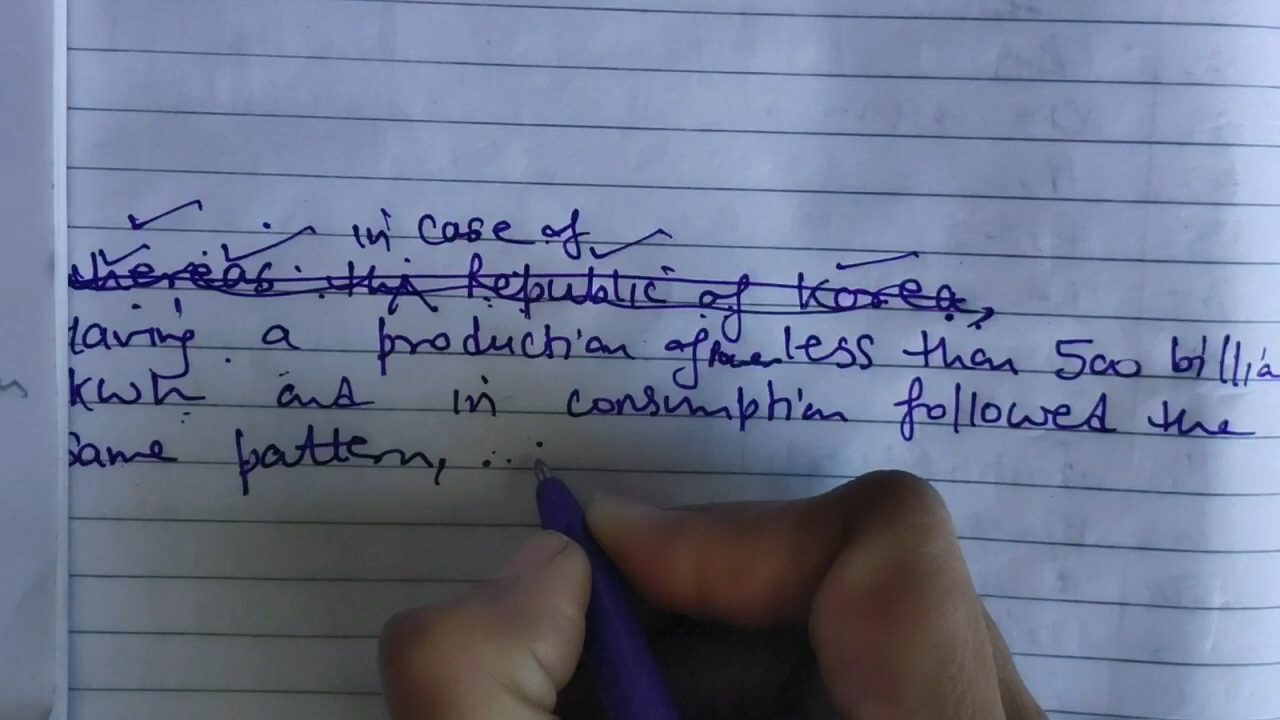 in case of
whereas the Republic of Korea,
having a production of less than 500 billio
kwh and in consumption followed the
same pattern,